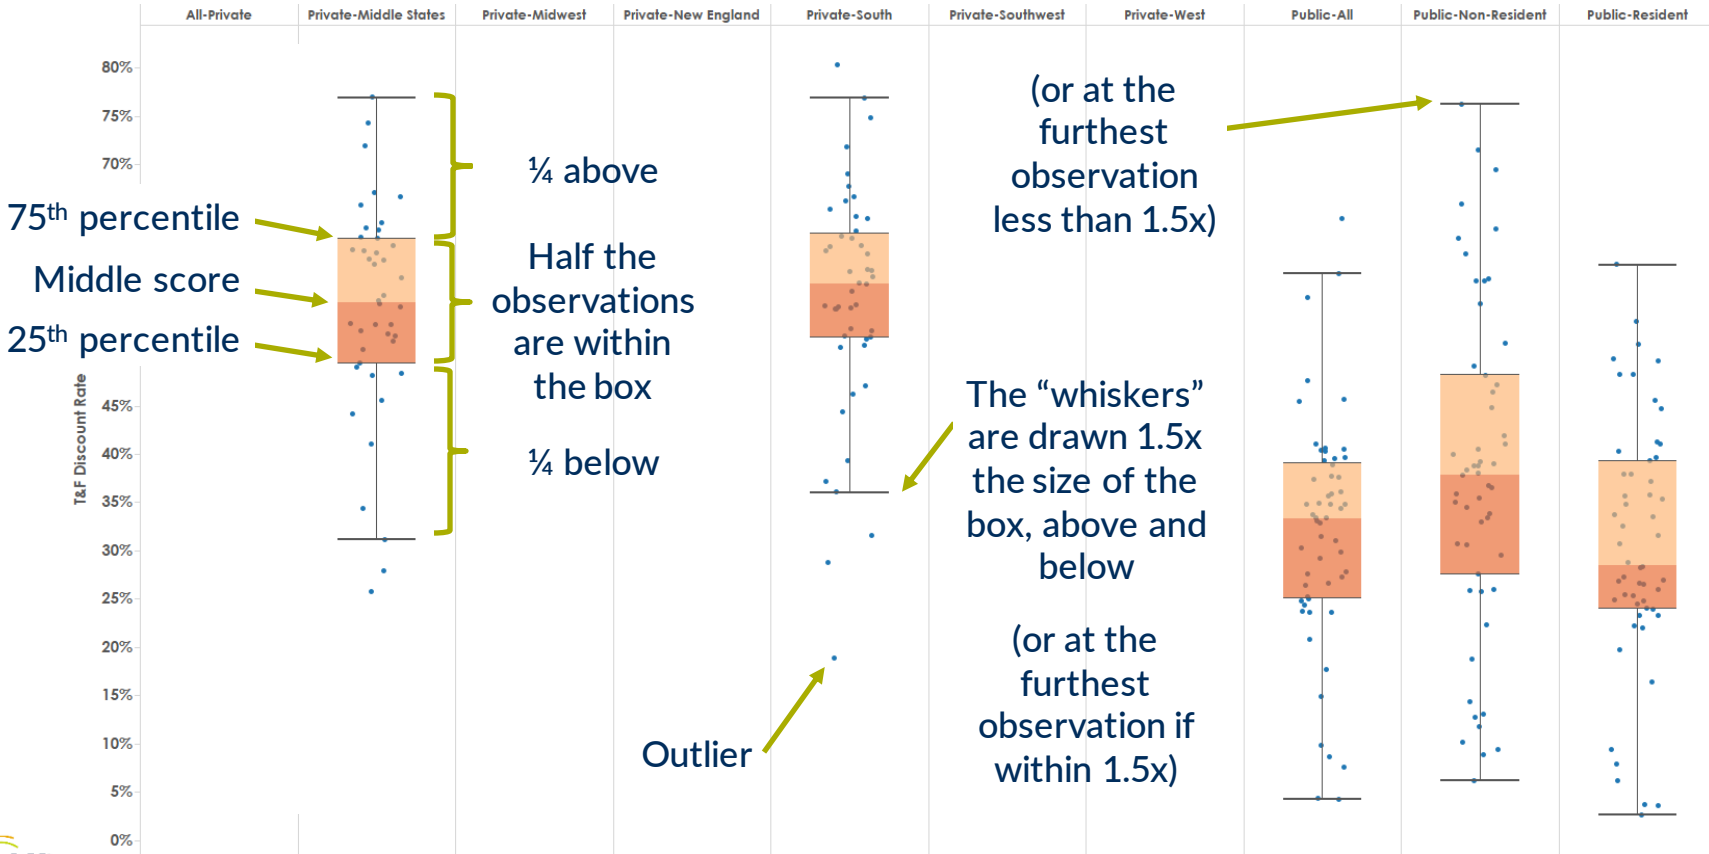 All-Private
Private-Middle States
Private-Midwest
Private-New England
Private-South
Private-Southwest
Private-West
Public-All
Public-Non-Resident
Public-Resident
80%
75%
70%
45%
40%
35%
30%
25%
20%
15%
10%
5%
0%
T&F Discount Rate
75th percentile
Middle score
25th percentile
¼ above
Half the
observations
are within
the box
¼ below
Outlier
(or at the
furthest
observation
less than 1.5x)
The “whiskers”
are drawn 1.5x
the size of the
box, above and
below
(or at the
furthest
observation if
within 1.5x)